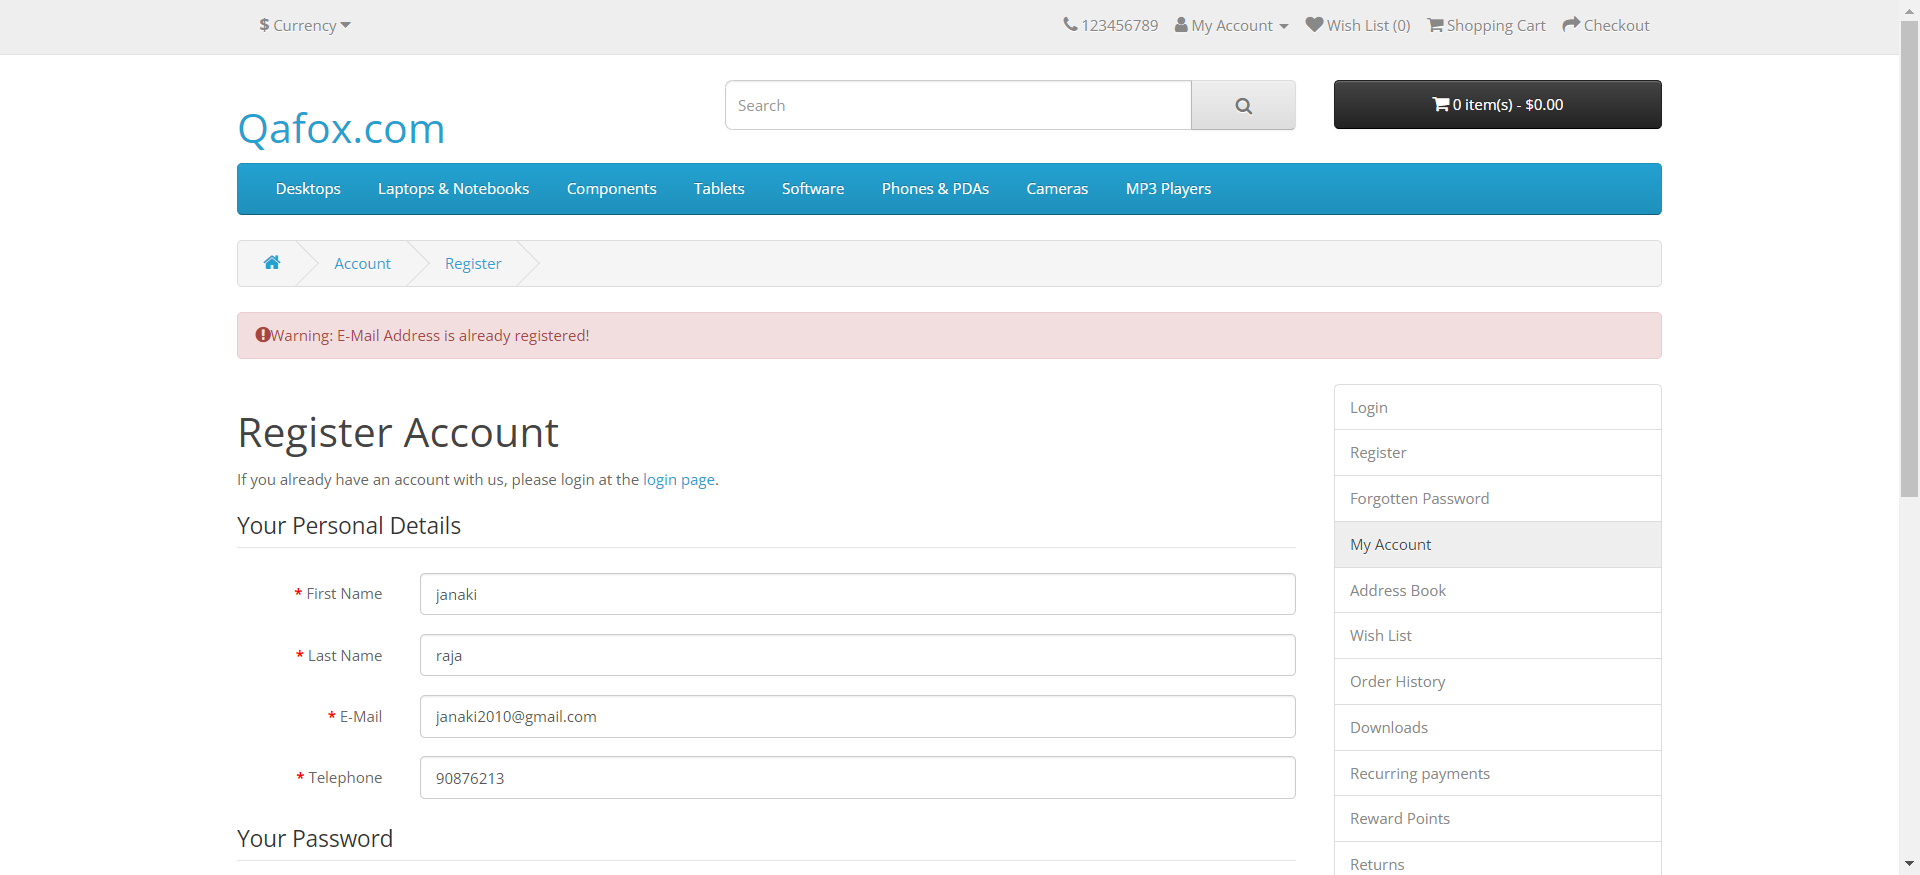 $ Currency
123456789 My Account Wish List (0) Shopping Cart Checkout
Search
0 item(s) - $0.00
Qafox.com
Desktops Laptops & Notebooks Components Tablets Software Phones & PDAs Cameras MP3 Players
Account Register
Warning: E-Mail Address is already registered!
Register Account
If you already have an account with us, please login at the login page.
Your Personal Details
* First Name janaki
* Last Name raja
* E-Mail janaki2010@gmail.com
* Telephone 90876213
Your Password
Login
Register
Forgotten Password
My Account
Address Book
Wish List
Order History
Downloads
Recurring payments
Reward Points
Returns